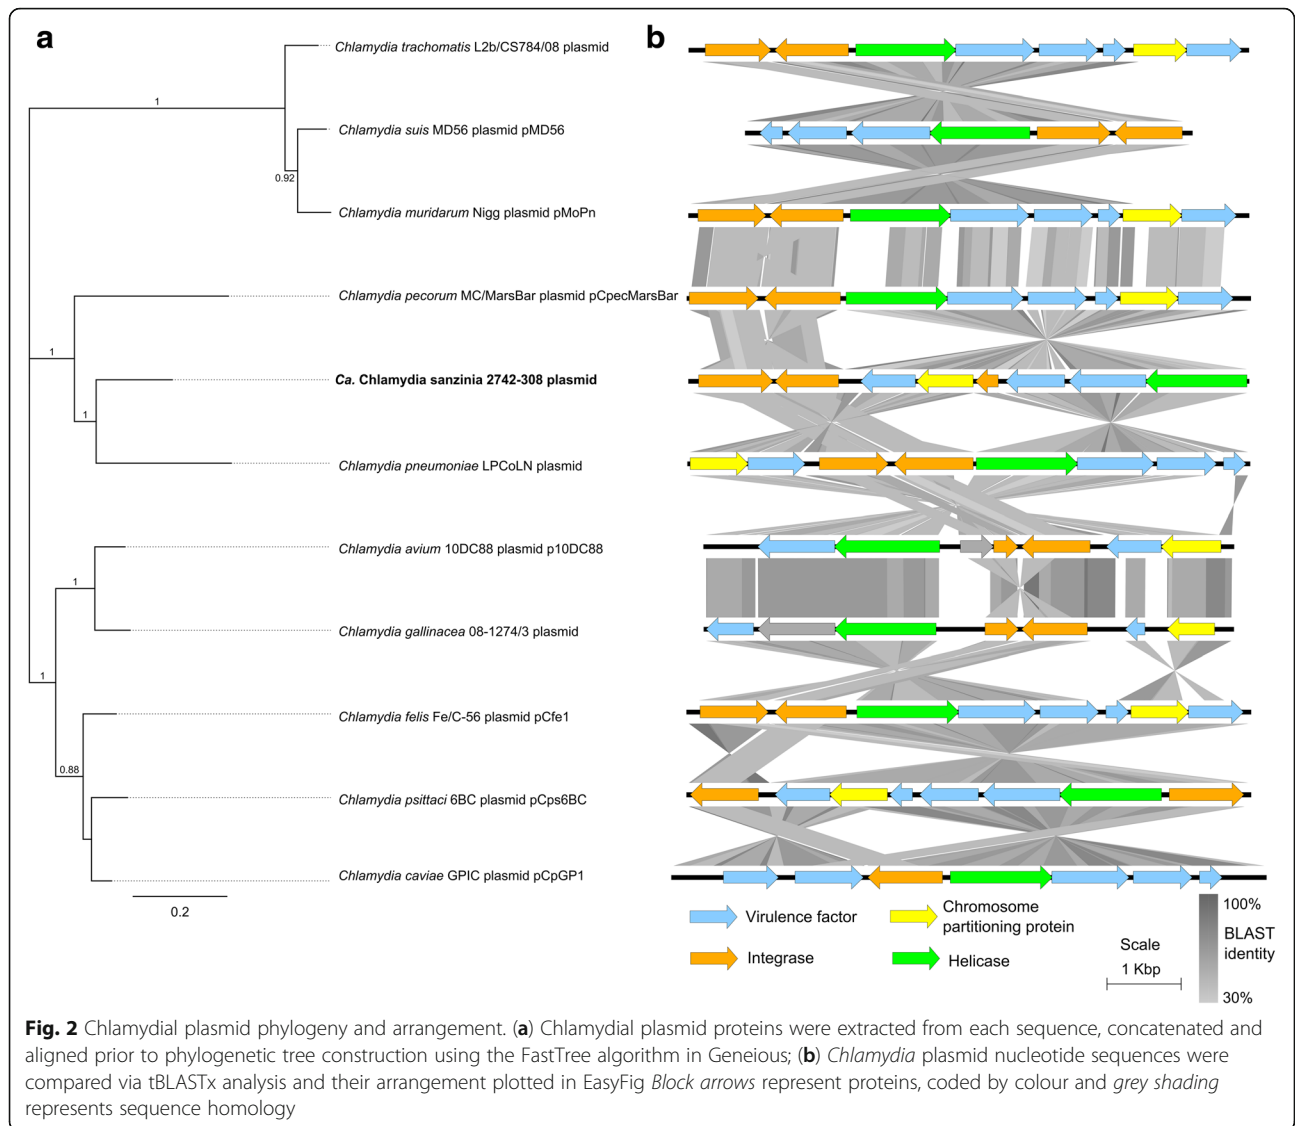 a
b
Chlamydia trachomatis L2b/CS784/08 plasmid
1
Chlamydia suis MD56 plasmid pMD56
0.92
Chlamydia muridarum Nigg plasmid pMoPn
Chlamydia pecorum MC/MarsBar plasmid pCpecMarsBar
1
Ca. Chlamydia sanzinia 2742-308 plasmid
1
Chlamydia pneumoniae LPCoLN plasmid
Chlamydia avium 10DC88 plasmid p10DC88
1
Chlamydia gallinacea 08-1274/3 plasmid
1
Chlamydia felis Fe/C-56 plasmid pCfe1
0.88
Chlamydia psittaci 6BC plasmid pCps6BC
Chlamydia caviae GPIC plasmid pCpGP1
0.2
Virulence factor
Chromosome
partitioning protein
Integrase
Helicase
Scale
1 Kbp
100%
BLAST
identity
30%
Fig. 2 Chlamydial plasmid phylogeny and arrangement. (a) Chlamydial plasmid proteins were extracted from each sequence, concatenated and
aligned prior to phylogenetic tree construction using the FastTree algorithm in Geneious; (b) Chlamydia plasmid nucleotide sequences were
compared via tBLASTx analysis and their arrangement plotted in EasyFig Block arrows represent proteins, coded by colour and grey shading
represents sequence homology